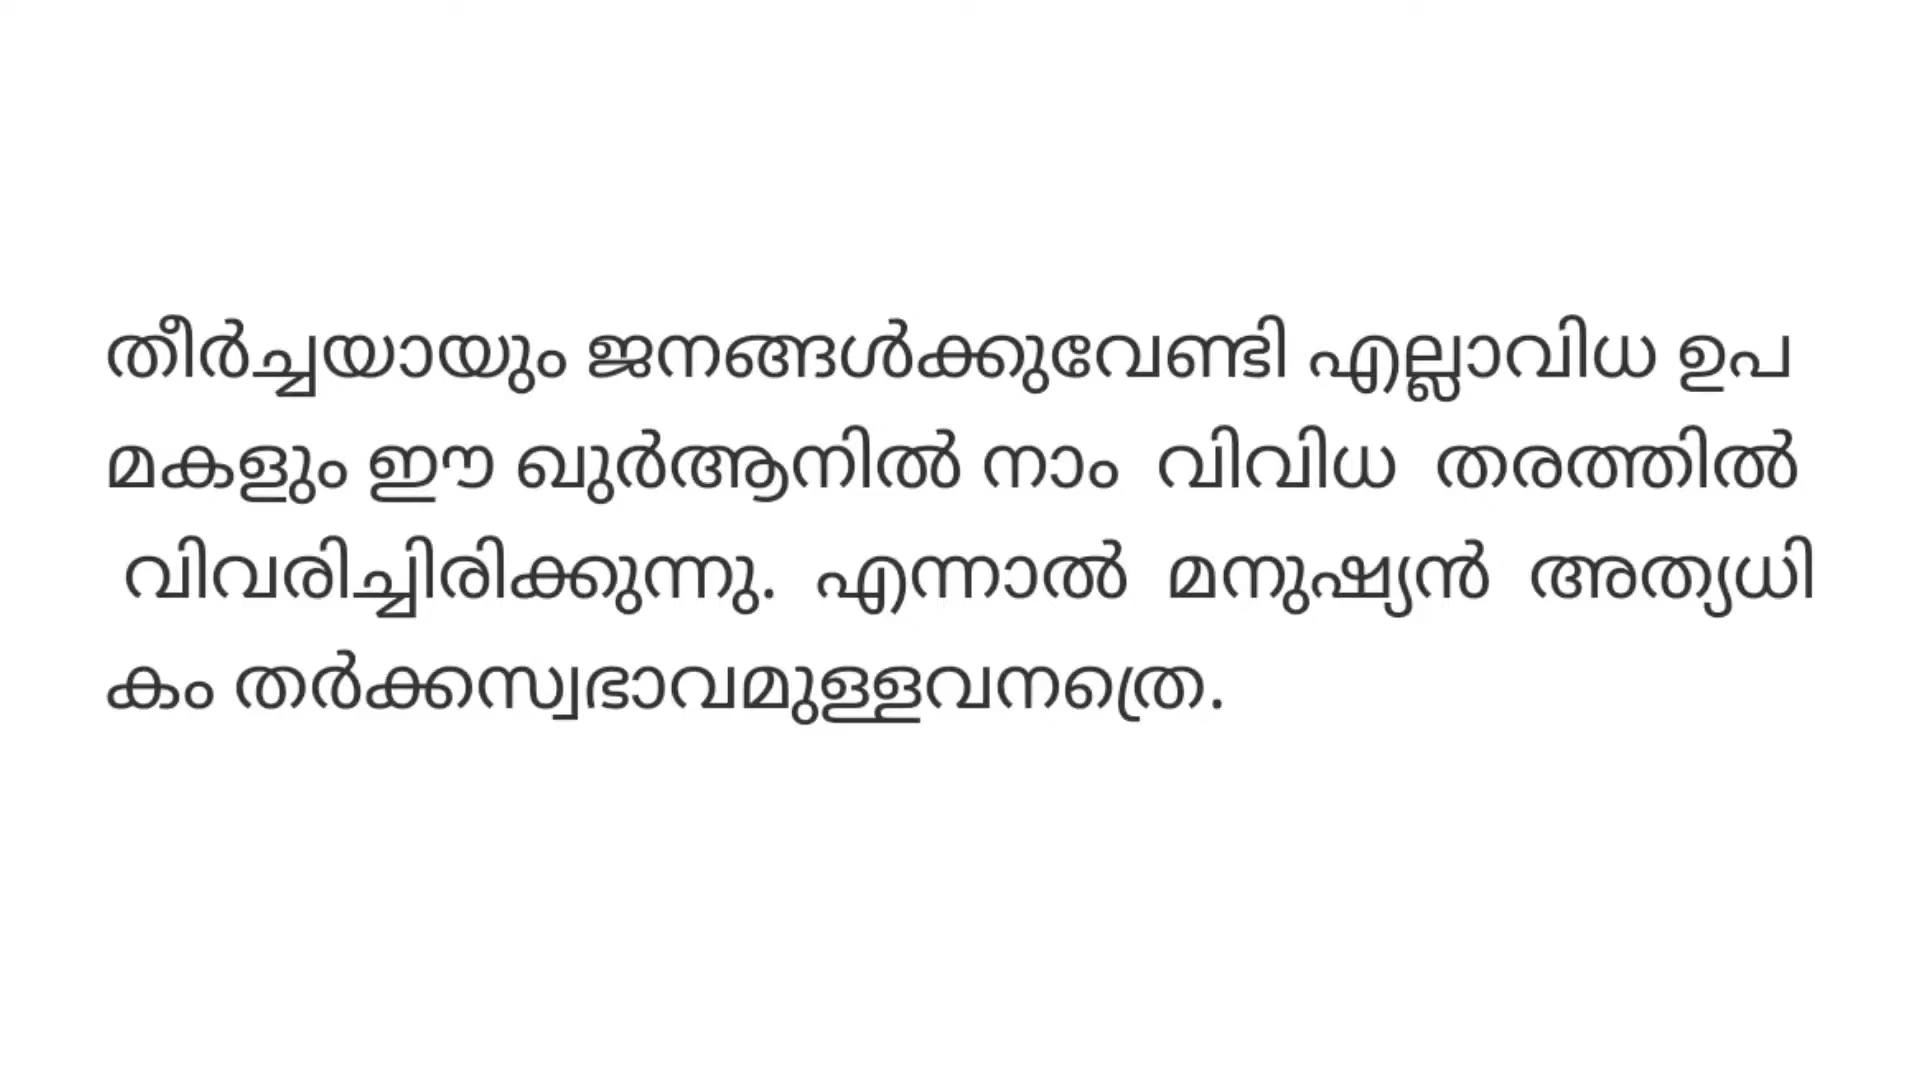 തീർച്ചയായും ജനങ്ങൾക്കുവേണ്ടി എല്ലാവിധ ഉപ
മകളും ഈ ഖുർആനിൽ നാം വിവിധ തരത്തിൽ
വിവരിച്ചിരിക്കുന്നു. എന്നാൽ മനുഷ്യൻ അത്യധി
കം തർക്കസ്വഭാവമുള്ളവനത്രെ.